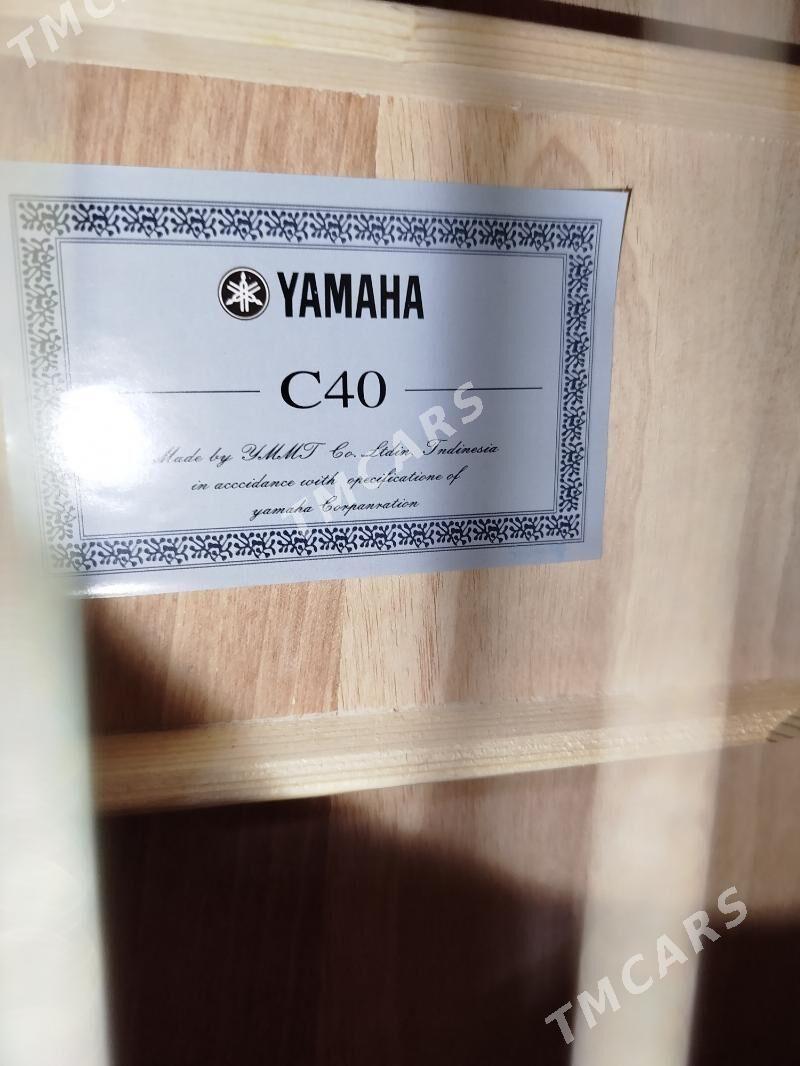 TMCARS
YAMAHA
C40
Made by YMMT Co. Ltdin, Indinesia
in acccidance with opecificatione of
yamaha Corpanration
TMCARS
TMCARS